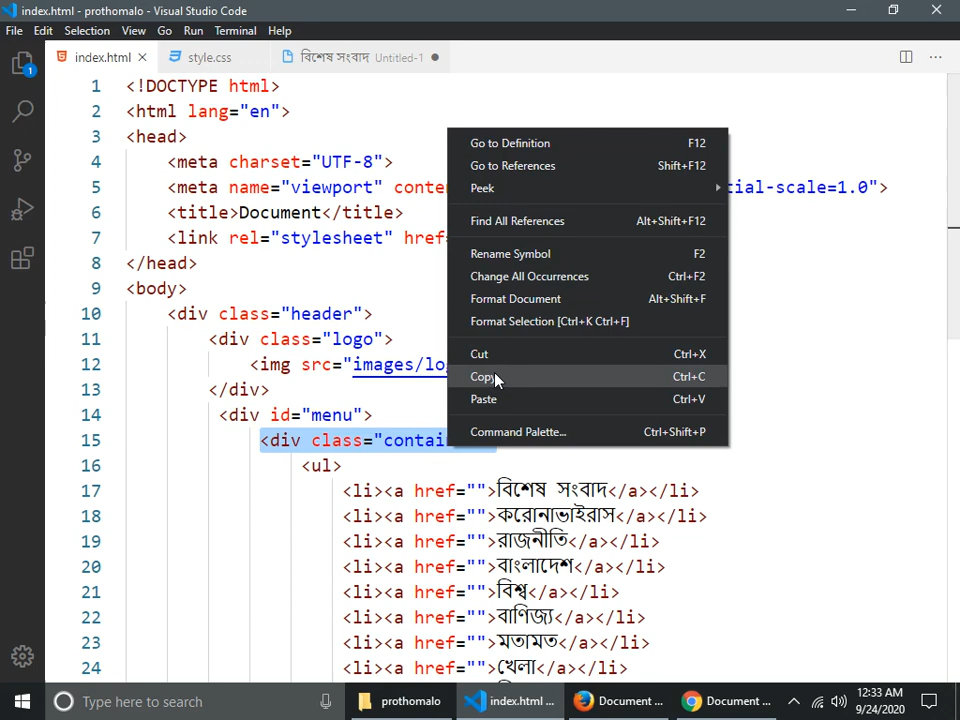 index.html - prothomalo - Visual Studio Code
File Edit Selection View Go Run Terminal Help
1 index.html style.css বিশেষ সংবাদ Untitled-1
1 <!DOCTYPE html>
2 <html lang="en">
3 <head>
4 <meta charset="UTF-8">
5 <meta name="viewport" conten cial-scale=1.0">
6 <title>Document</title>
7 <link rel="stylesheet" href
8 </head>
9 <body>
10 <div class="header">
11 <div class="logo">
12 <img src="images/lo
13 </div>
14 <div id="menu">
15 <div class="contai
16 <ul>
17 <li><a href="">বিশেষ সংবাদ</a></li>
18 <li><a href="">করোনাভাইরাস</a></li>
19 <li><a href="">রাজনীতি</a></li>
20 <li><a href="">বাংলাদেশ</a></li>
21 <li><a href="">বিশ্ব</a></li>
22 <li><a href="">বাণিজ্য</a></li>
23 <li><a href="">মতামত</a></li>
24 <li><a href="">খেলা</a></li>
Go to Definition F12
Go to References Shift+F12
Peek
Find All References Alt+Shift+F12
Rename Symbol F2
Change All Occurrences Ctrl+F2
Format Document Alt+Shift+F
Format Selection [Ctrl+K Ctrl+F]
Cut Ctrl+X
Copy Ctrl+C
Paste Ctrl+V
Command Palette... Ctrl+Shift+P
Type here to search prothomalo index.html ... Document ... Document ... 12:33 AM
9/24/2020